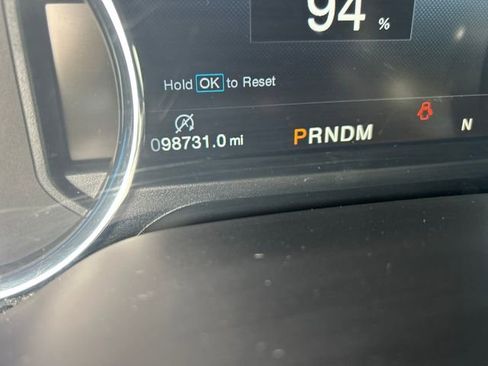 94 %
Hold OK to Reset
098731.0 mi
PRNDM
N